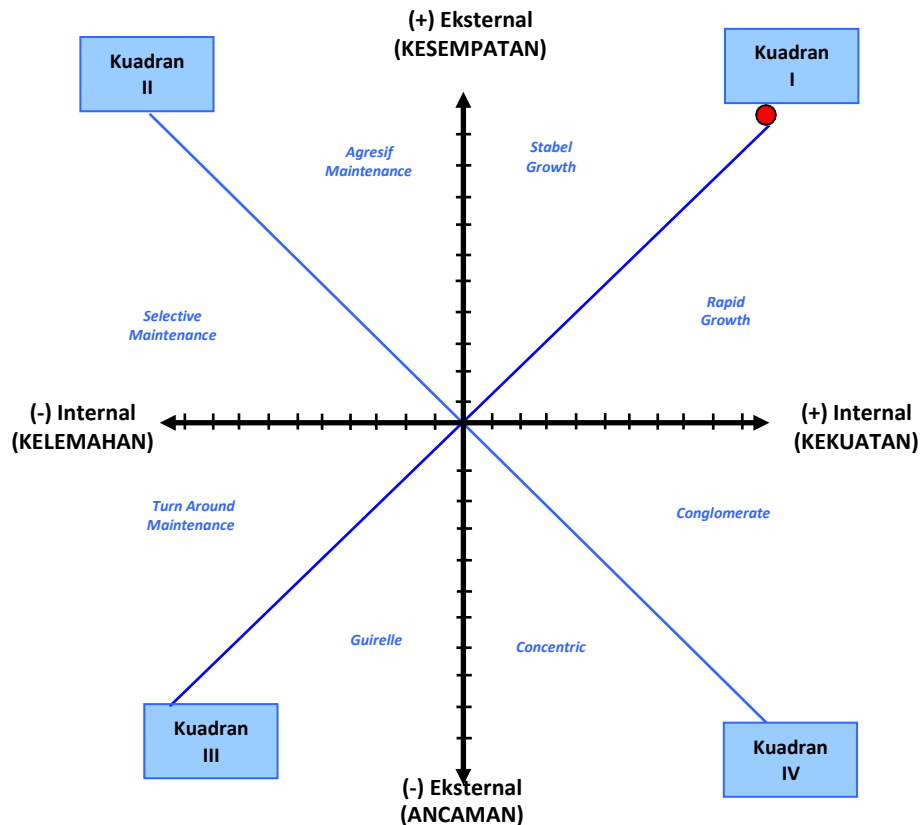 (+) Eksternal
(KESEMPATAN)
Kuadran
II
Kuadran
I
Agresif
Maintenance
Stabel
Growth
Selective
Maintenance
Rapid
Growth
(-) Internal
(KELEMAHAN)
(+) Internal
(KEKUATAN)
Turn Around
Maintenance
Conglomerate
Guirelle
Concentric
Kuadran
III
Kuadran
IV
(-) Eksternal
(ANCAMAN)